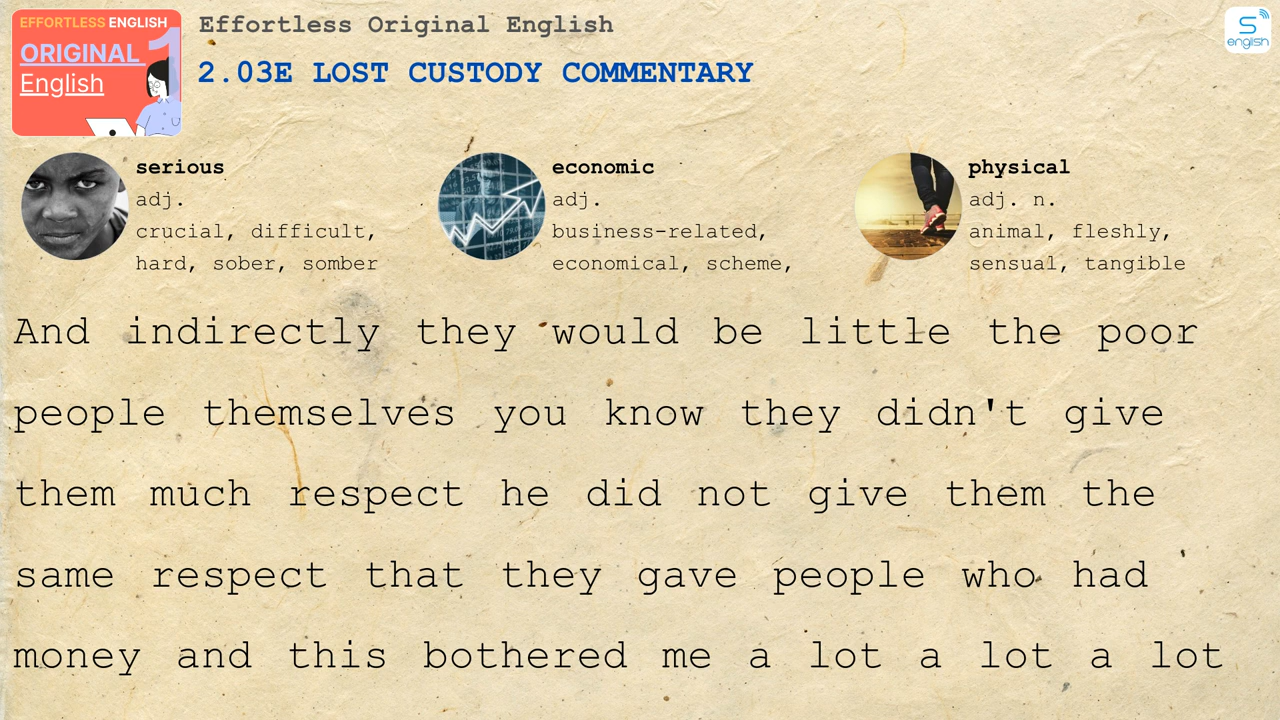 EFFORTLESS ENGLISH
ORIGINAL 1
English
Effortless Original English
2.03E LOST CUSTODY COMMENTARY
S
english
serious
adj.
crucial, difficult,
hard, sober, somber
economic
adj.
business-related,
economical, scheme,
physical
adj. n.
animal, fleshly,
sensual, tangible
And indirectly they would be little the poor
people themselves you know they didn't give
them much respect he did not give them the
same respect that they gave people who had
money and this bothered me a lot a lot a lot